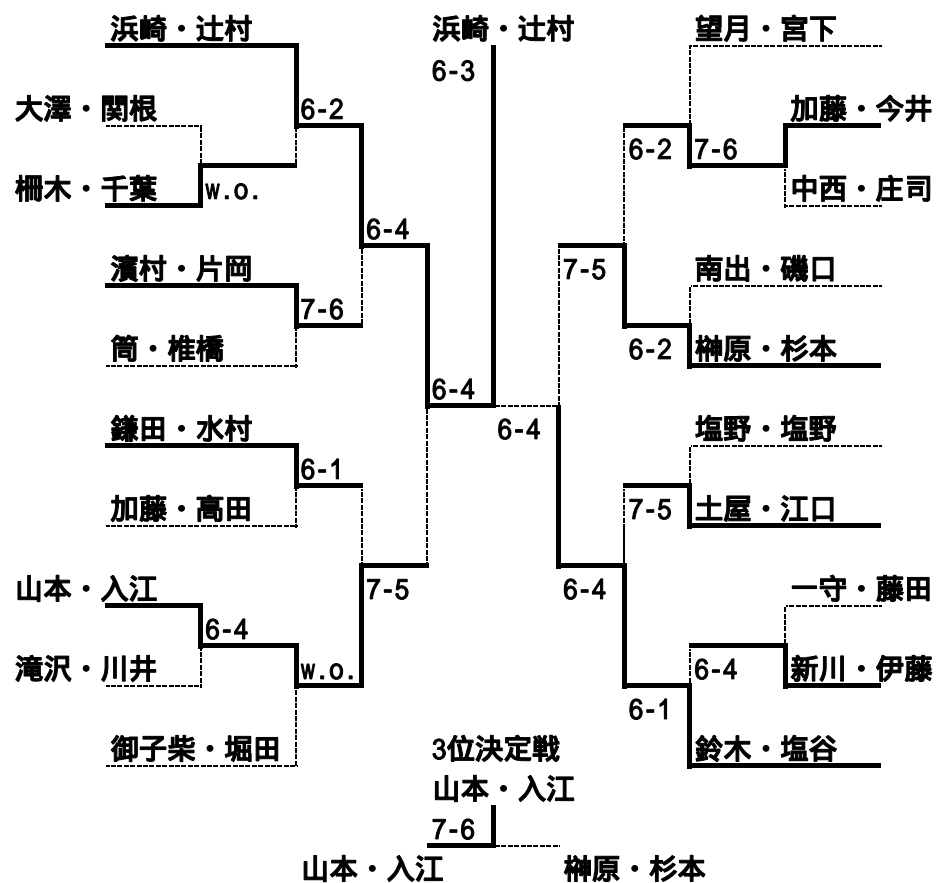 浜崎・辻村
浜崎・辻村
望月・宮下
6-3
大澤・関根
6-2
加藤・今井
6-2
7-6
柵木・千葉
w.o.
中西・庄司
6-4
濱村・片岡
7-5
南出・磯口
7-6
筒・椎橋
6-2
榊原・杉本
6-4
鎌田・水村
6-4
塩野・塩野
6-1
加藤・高田
7-5
土屋・江口
山本・入江
7-5
6-4
一守・藤田
6-4
滝沢・川井
w.o.
6-4
新川・伊藤
6-1
御子柴・堀田
3位決定戦
鈴木・塩谷
山本・入江
7-6
山本・入江
榊原・杉本